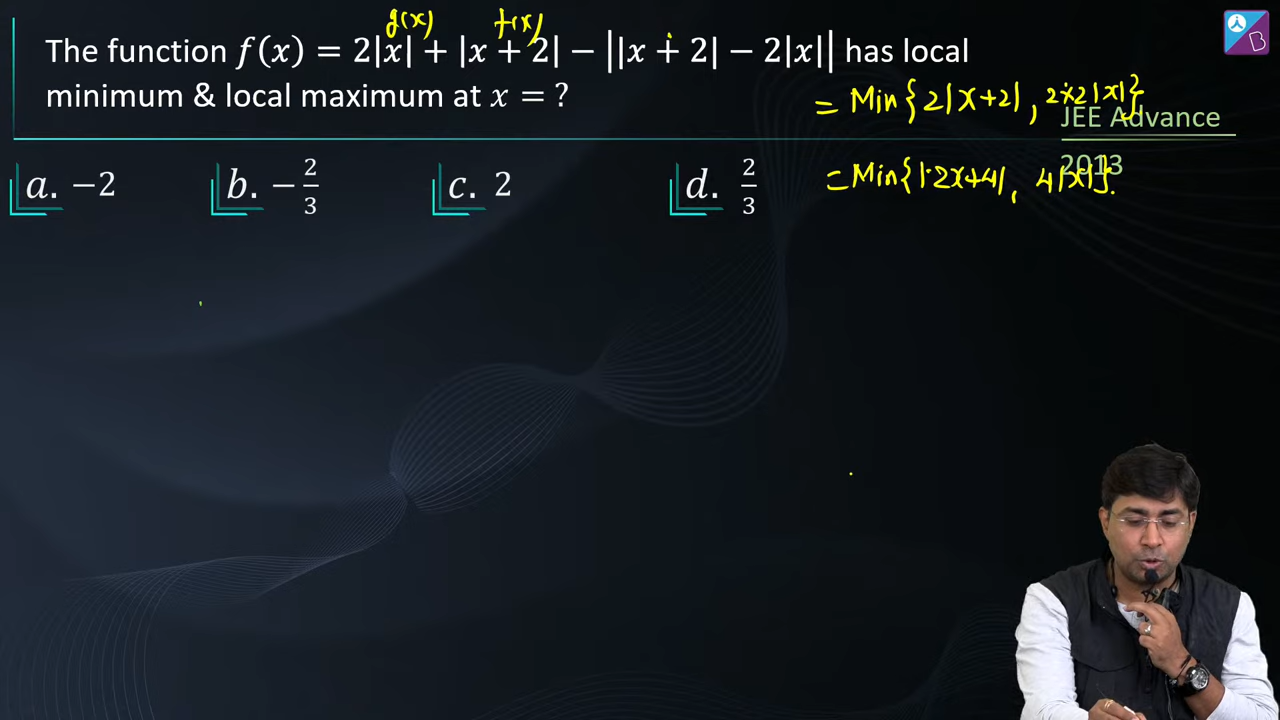 g(x) f(x)
The function f(x) = 2|x| + |x + 2| − ||x + 2| − 2|x|| has local
minimum & local maximum at x = ?
= Min{2|x+2|, 2×2|x|}
JEE Advance
2013
= Min{|2x+4|, 4|x|}.
a. −2 b. −2/3 c. 2 d. 2/3
B